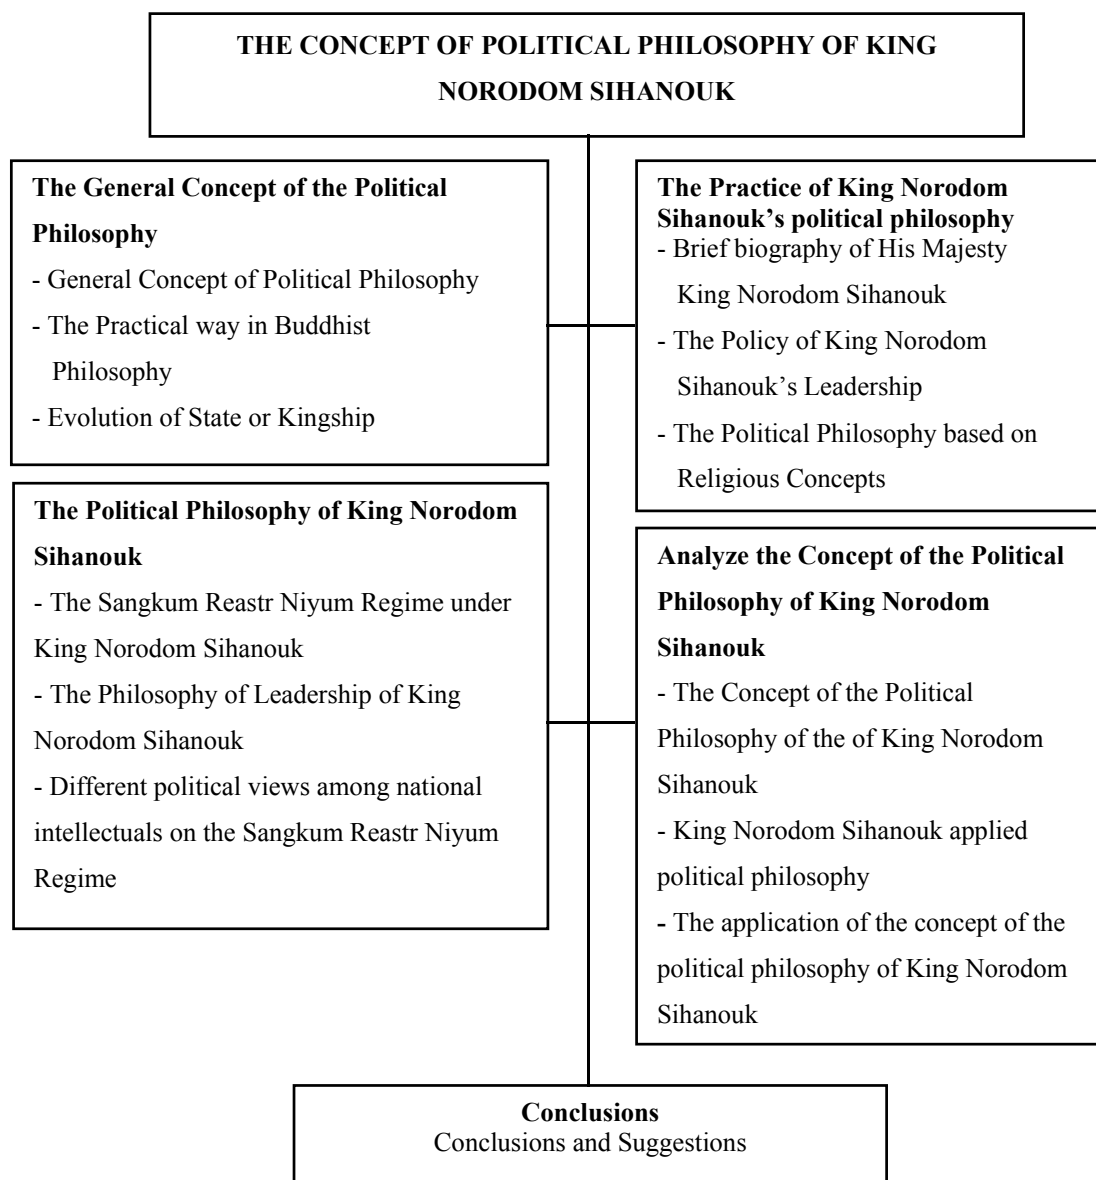 THE CONCEPT OF POLITICAL PHILOSOPHY OF KING
NORODOM SIHANOUK
The General Concept of the Political
Philosophy
- General Concept of Political Philosophy
- The Practical way in Buddhist
Philosophy
- Evolution of State or Kingship
The Practice of King Norodom
Sihanouk’s political philosophy
- Brief biography of His Majesty
King Norodom Sihanouk
- The Policy of King Norodom
Sihanouk’s Leadership
- The Political Philosophy based on
Religious Concepts
The Political Philosophy of King Norodom
Sihanouk
- The Sangkum Reastr Niyum Regime under
King Norodom Sihanouk
- The Philosophy of Leadership of King
Norodom Sihanouk
- Different political views among national
intellectuals on the Sangkum Reastr Niyum
Regime
Analyze the Concept of the Political
Philosophy of King Norodom
Sihanouk
- The Concept of the Political
Philosophy of the of King Norodom
Sihanouk
- King Norodom Sihanouk applied
political philosophy
- The application of the concept of the
political philosophy of King Norodom
Sihanouk
Conclusions
Conclusions and Suggestions